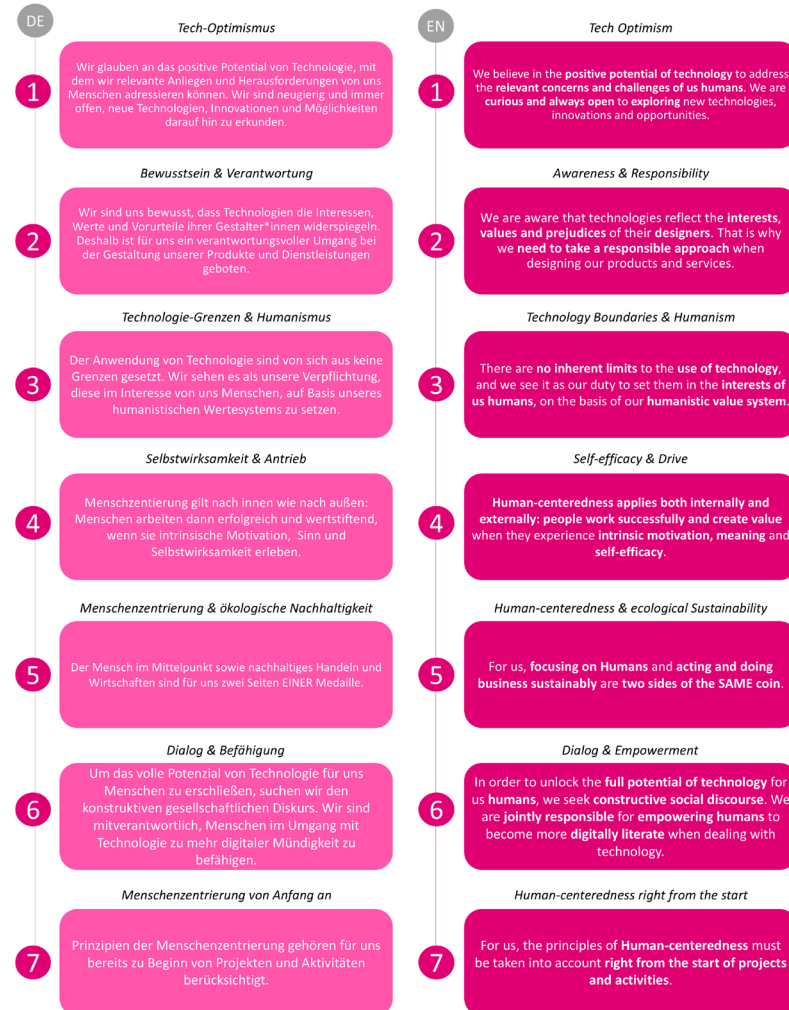 DE
Tech-Optimismus
1
Wir glauben an das positive Potential von Technologie, mit
dem wir relevante Anliegen und Herausforderungen von uns
Menschen adressieren können. Wir sind neugierig und immer
offen, neue Technologien, Innovationen und Möglichkeiten
darauf hin zu erkunden.
Bewusstsein & Verantwortung
2
Wir sind uns bewusst, dass Technologien die Interessen,
Werte und Vorurteile ihrer Gestalter*innen widerspiegeln.
Deshalb ist für uns ein verantwortungsvoller Umgang bei
der Gestaltung unserer Produkte und Dienstleistungen
geboten.
Technologie-Grenzen & Humanismus
3
Der Anwendung von Technologie sind von sich aus keine
Grenzen gesetzt. Wir sehen es als unsere Verpflichtung,
diese im Interesse von uns Menschen, auf Basis unseres
humanistischen Wertesystems zu setzen.
Selbstwirksamkeit & Antrieb
4
Menschzentierung gilt nach innen wie nach außen:
Menschen arbeiten dann erfolgreich und wertstiftend,
wenn sie intrinsische Motivation, Sinn und
Selbstwirksamkeit erleben.
Menschenzentrierung & ökologische Nachhaltigkeit
5
Der Mensch im Mittelpunkt sowie nachhaltiges Handeln und
Wirtschaften sind für uns zwei Seiten EINER Medaille.
Dialog & Befähigung
6
Um das volle Potenzial von Technologie für uns
Menschen zu erschließen, suchen wir den
konstruktiven gesellschaftlichen Diskurs. Wir sind
mitverantwortlich, Menschen im Umgang mit
Technologie zu mehr digitaler Mündigkeit zu
befähigen.
Menschenzentrierung von Anfang an
7
Prinzipien der Menschenzentrierung gehören für uns
bereits zu Beginn von Projekten und Aktivitäten
berücksichtigt.
EN
Tech Optimism
1
We believe in the positive potential of technology to address
the relevant concerns and challenges of us humans. We are
curious and always open to exploring new technologies,
innovations and opportunities.
Awareness & Responsibility
2
We are aware that technologies reflect the interests,
values and prejudices of their designers. That is why
we need to take a responsible approach when
designing our products and services.
Technology Boundaries & Humanism
3
There are no inherent limits to the use of technology,
and we see it as our duty to set them in the interests of
us humans, on the basis of our humanistic value system.
Self-efficacy & Drive
4
Human-centeredness applies both internally and
externally: people work successfully and create value
when they experience intrinsic motivation, meaning and
self-efficacy.
Human-centeredness & ecological Sustainability
5
For us, focusing on Humans and acting and doing
business sustainably are two sides of the SAME coin.
Dialog & Empowerment
6
In order to unlock the full potential of technology for
us humans, we seek constructive social discourse. We
are jointly responsible for empowering humans to
become more digitally literate when dealing with
technology.
Human-centeredness right from the start
7
For us, the principles of Human-centeredness must
be taken into account right from the start of projects
and activities.